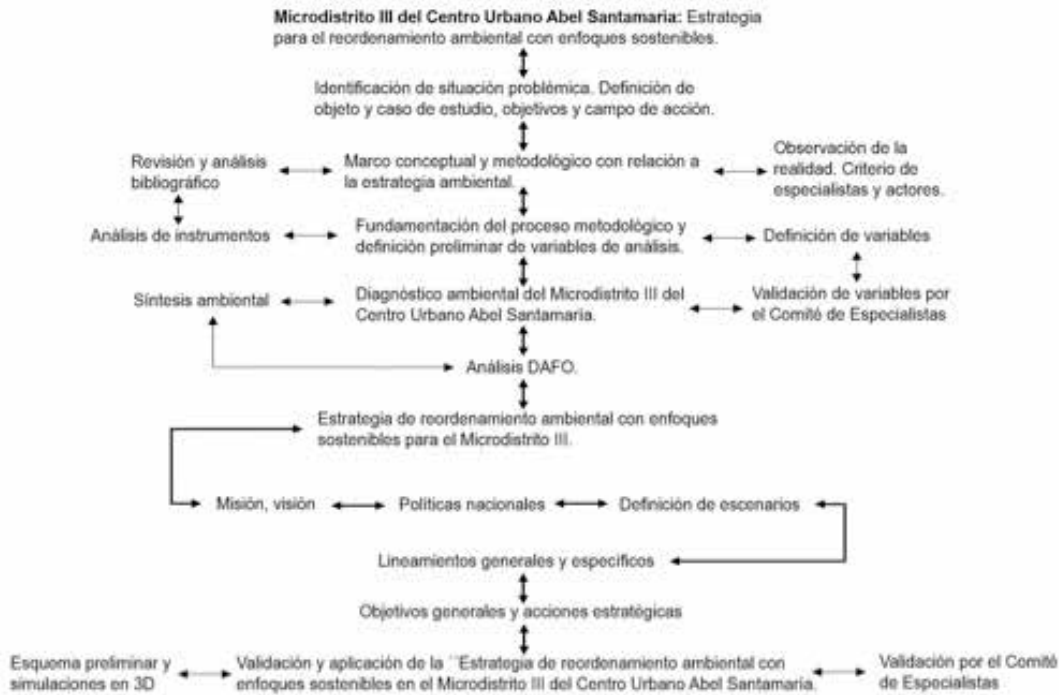 Microdistrito III del Centro Urbano Abel Santamaria: Estrategia
para el reordenamiento ambiental con enfoques sostenibles.
Identificación de situación problémica. Definición de
objeto y caso de estudio, objetivos y campo de acción.
Revisión y análisis
bibliográfico
Marco conceptual y metodológico con relación a
la estrategia ambiental.
Observación de la
realidad. Criterio de
especialistas y actores.
Análisis de instrumentos
Fundamentación del proceso metodológico y
definición preliminar de variables de análisis.
Definición de variables
Síntesis ambiental
Diagnóstico ambiental del Microdistrito III del
Centro Urbano Abel Santamaria.
Validación de variables por
el Comité de Especialistas
Análisis DAFO.
Estrategia de reordenamiento ambiental con enfoques
sostenibles para el Microdistrito III.
Misión, visión
Políticas nacionales
Definición de escenarios
Lineamientos generales y específicos
Objetivos generales y acciones estratégicas
Esquema preliminar y
simulaciones en 3D
Validación y aplicación de la ¨Estrategia de reordenamiento ambiental con
enfoques sostenibles en el Microdistrito III del Centro Urbano Abel Santamaria.
Validación por el Comité
de Especialistas